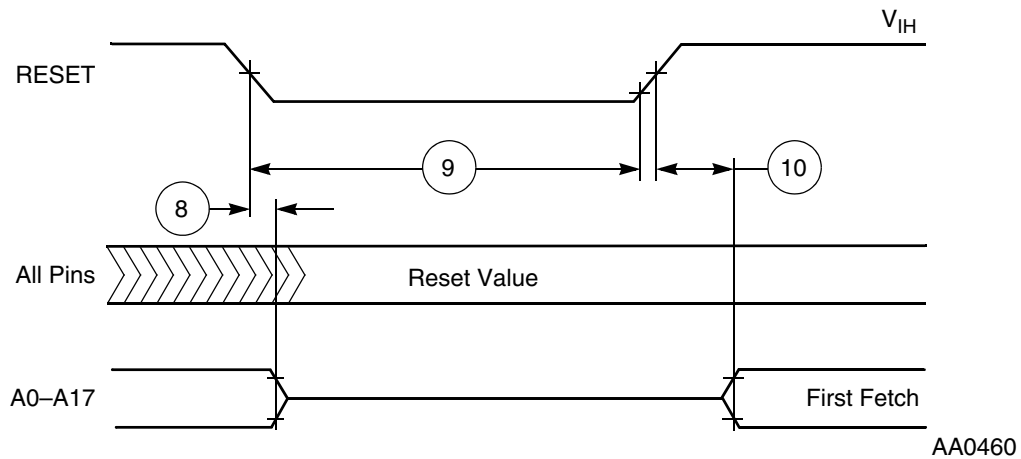 V_IH
RESET
9
10
8
All Pins
Reset Value
A0–A17
First Fetch
AA0460